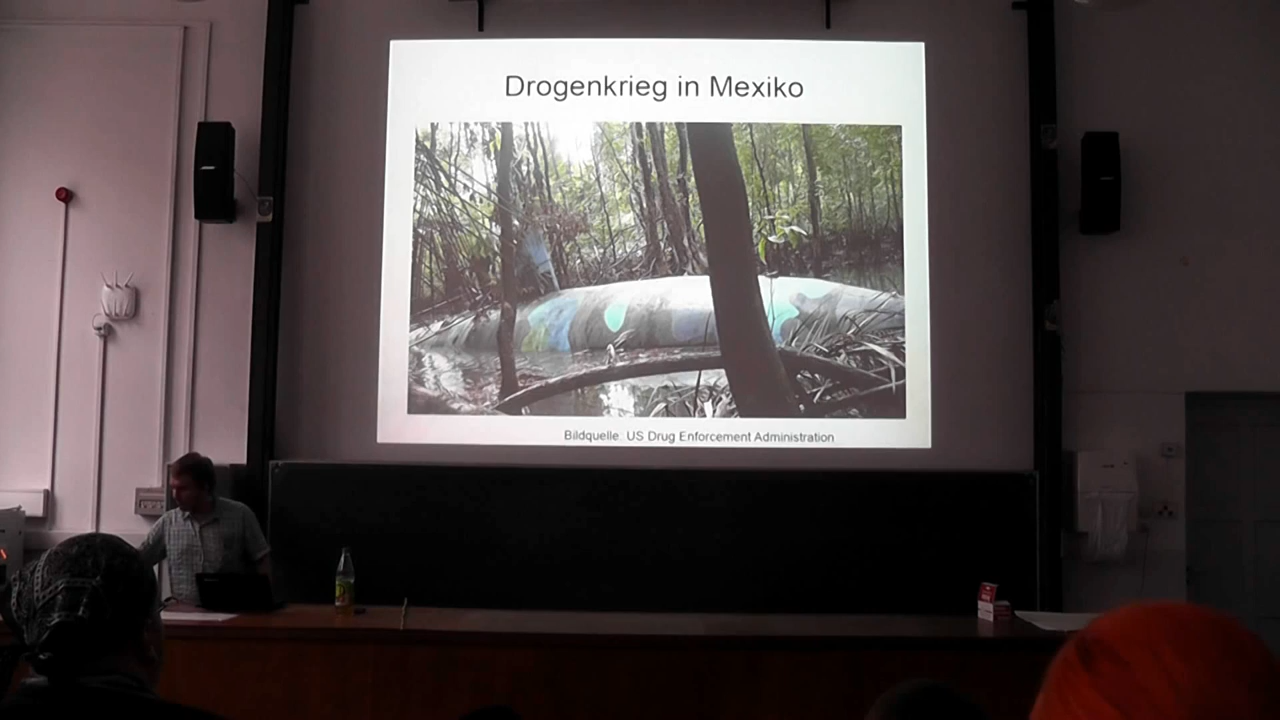 Drogenkrieg in Mexiko
Bildquelle: US Drug Enforcement Administration